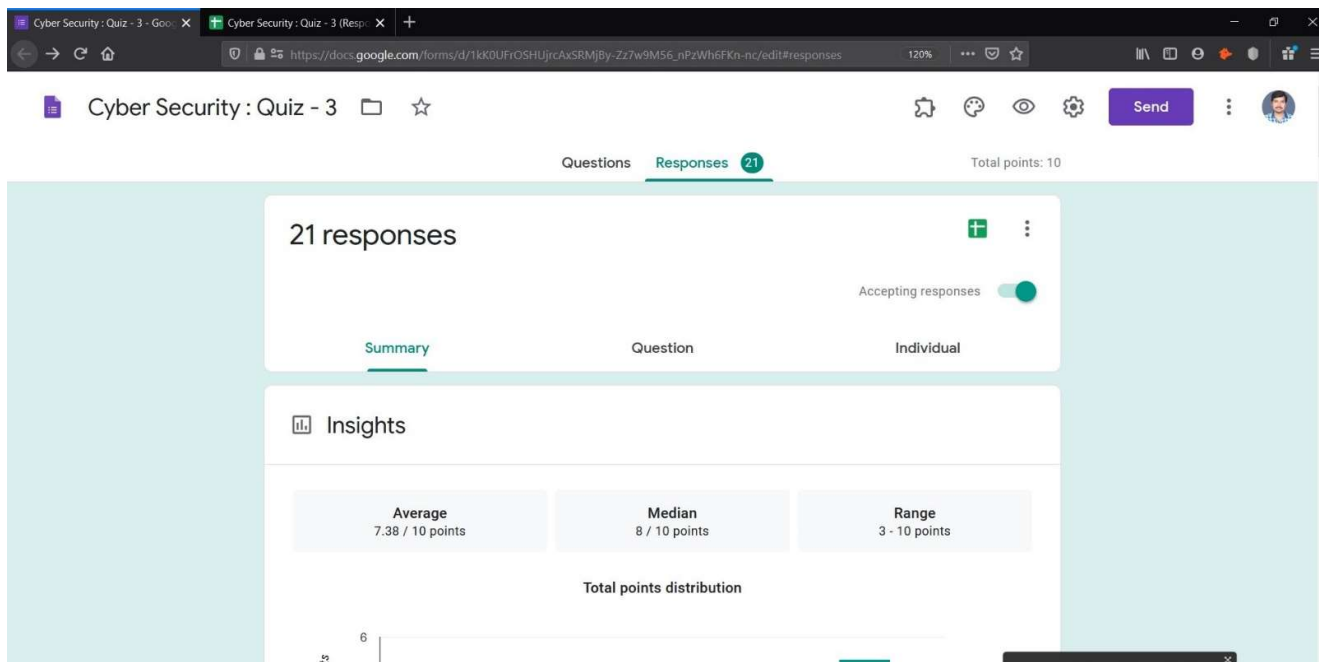 Cyber Security : Quiz - 3 - Goo
Cyber Security : Quiz - 3 (Respo
https://docs.google.com/forms/d/1kK0UFrOSHUjrcAxSRMjBy-Zz7w9M56_nPzWh6FKn-nc/edit#responses
120%
Cyber Security : Quiz - 3
Send
Questions
Responses 21
Total points: 10
21 responses
Accepting responses
Summary
Question
Individual
Insights
Average
7.38 / 10 points
Median
8 / 10 points
Range
3 - 10 points
Total points distribution
6